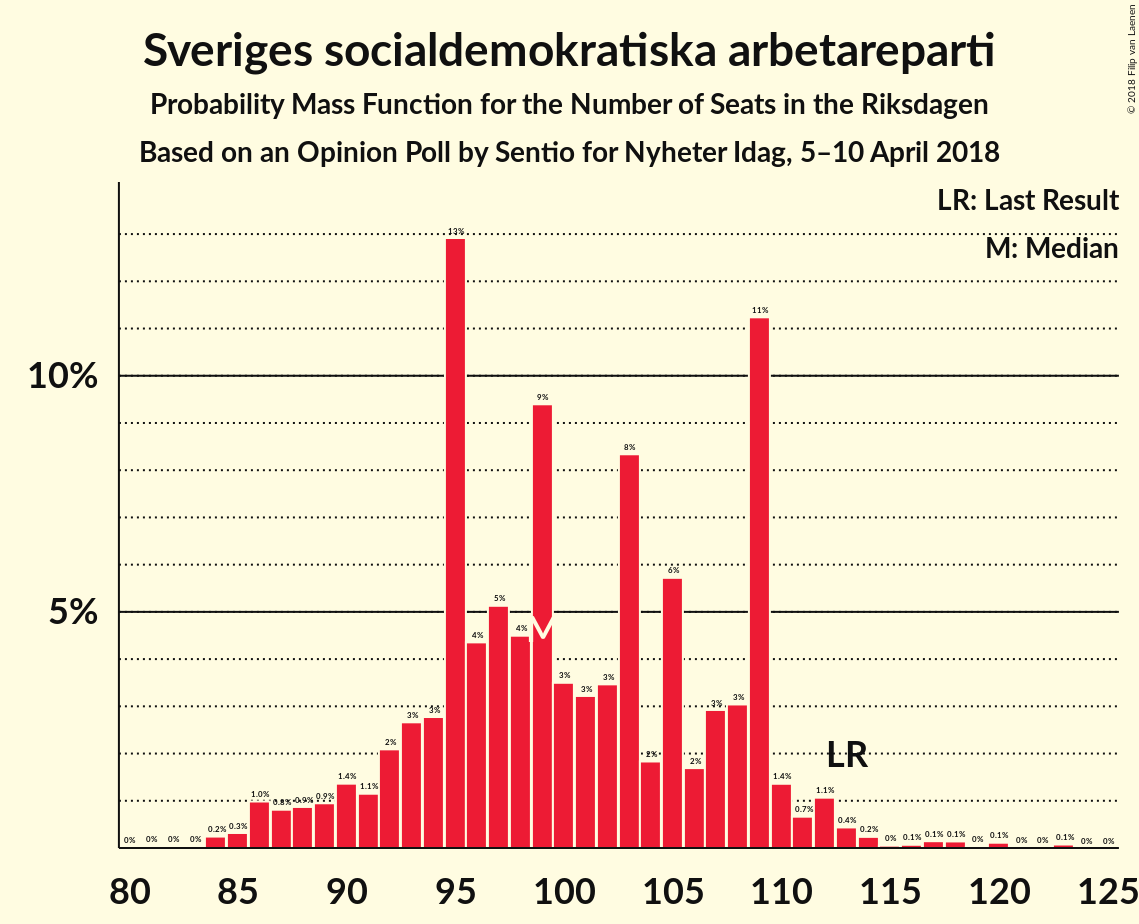 Sveriges socialdemokratiska arbetareparti
Probability Mass Function for the Number of Seats in the Riksdagen
Based on an Opinion Poll by Sentio for Nyheter Idag, 5–10 April 2018
© 2018 Filip van Laenen
LR: Last Result
M: Median
10%
5%
0% 0% 0% 0% 0.2% 0.3% 1.0% 0.8% 0.9% 0.9% 1.4% 1.1% 2% 3% 3% 13% 4% 5% 4% 9% 3% 3% 3% 8% 2% 6% 2% 3% 3% 11% 1.4% 0.7% 1.1% 0.4% 0.2% 0% 0.1% 0.1% 0.1% 0% 0.1% 0% 0% 0.1% 0% 0%
M
LR
80 85 90 95 100 105 110 115 120 125